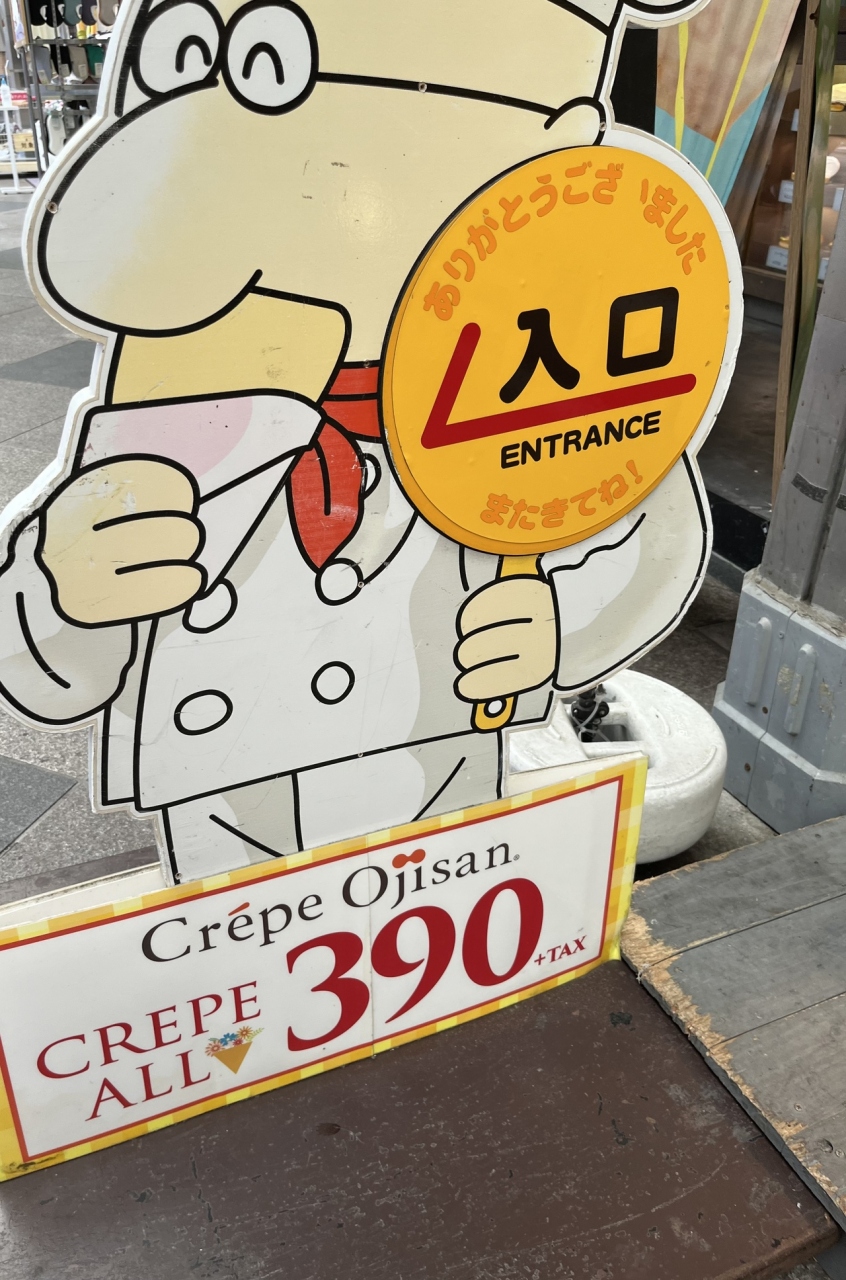 ありがとうございました
入口
ENTRANCE
またきてね!
Crépe Ojisan
CREPE
ALL
390
+TAX